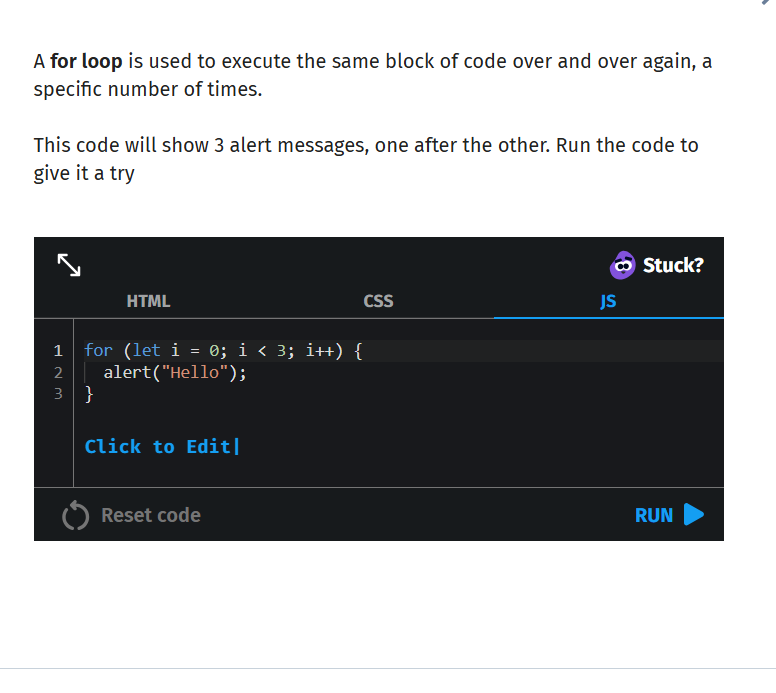 A for loop is used to execute the same block of code over and over again, a
specific number of times.
This code will show 3 alert messages, one after the other. Run the code to
give it a try
Stuck?
HTML CSS JS
1 for (let i = 0; i < 3; i++) {
2 alert("Hello");
3 }
Click to Edit|
Reset code RUN